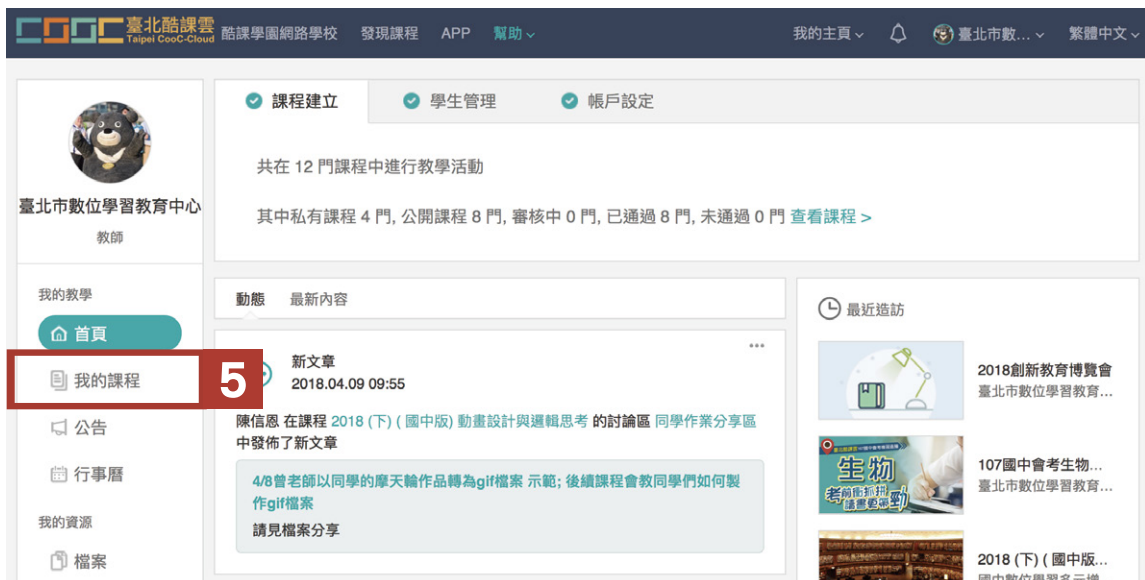 臺北酷課雲
Taipei CooC-Cloud
酷課學園網路學校 發現課程 APP 幫助
我的主頁 臺北市數... 繁體中文
臺北市數位學習教育中心
教師
我的教學
首頁
我的課程
5
公告
行事曆
我的資源
檔案
課程建立 學生管理 帳戶設定
共在 12 門課程中進行教學活動
其中私有課程 4 門, 公開課程 8 門, 審核中 0 門, 已通過 8 門, 未通過 0 門 查看課程 >
動態 最新內容
新文章
2018.04.09 09:55
陳信恩 在課程 2018 (下) ( 國中版) 動畫設計與邏輯思考 的討論區 同學作業分享區
中發佈了新文章
4/8曾老師以同學的摩天輪作品轉為gif檔案 示範; 後續課程會教同學們如何製
作gif檔案
請見檔案分享
最近造訪
2018創新教育博覽會
臺北市數位學習教育...
生物
考前衝刺班
讀書更帶勁
107國中會考生物...
臺北市數位學習教育...
2018 (下) ( 國中版...